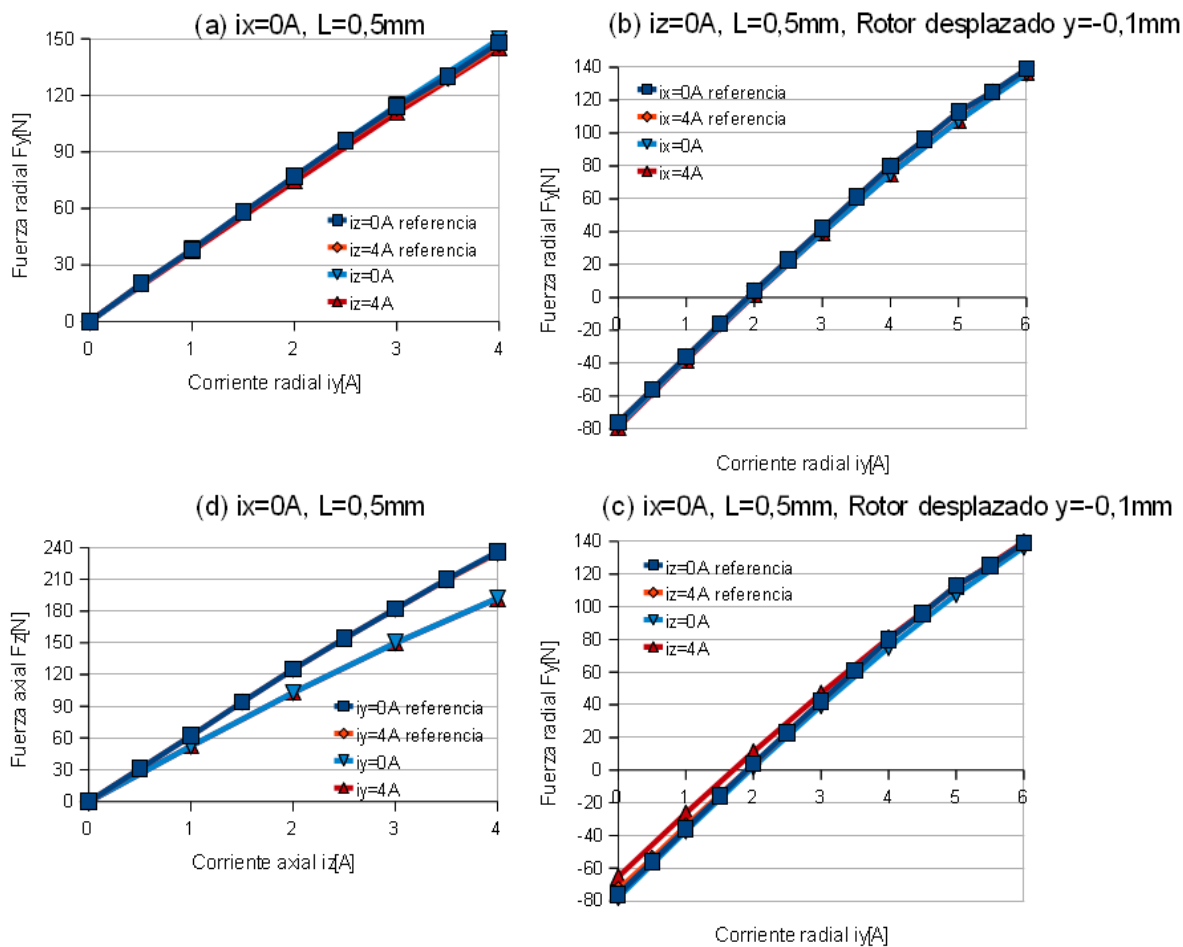 (a) ix=0A, L=0,5mm
150
120
90
60
30
0
0 1 2 3 4
Fuerza radial Fy[N]
Corriente radial iy[A]
iz=0A referencia
iz=4A referencia
iz=0A
iz=4A
(b) iz=0A, L=0,5mm, Rotor desplazado y=-0,1mm
140
120
100
80
60
40
20
0
-20
-40
-60
-80
0 1 2 3 4 5 6
Fuerza radial Fy[N]
Corriente radial iy[A]
ix=0A referencia
ix=4A referencia
ix=0A
ix=4A
(d) ix=0A, L=0,5mm
240
210
180
150
120
90
60
30
0
0 1 2 3 4
Fuerza axial Fz[N]
Corriente axial iz[A]
iy=0A referencia
iy=4A referencia
iy=0A
iy=4A
(c) ix=0A, L=0,5mm, Rotor desplazado y=-0,1mm
140
120
100
80
60
40
20
0
-20
-40
-60
-80
0 1 2 3 4 5 6
Fuerza radial Fy[N]
Corriente radial iy[A]
iz=0A referencia
iz=4A referencia
iz=0A
iz=4A